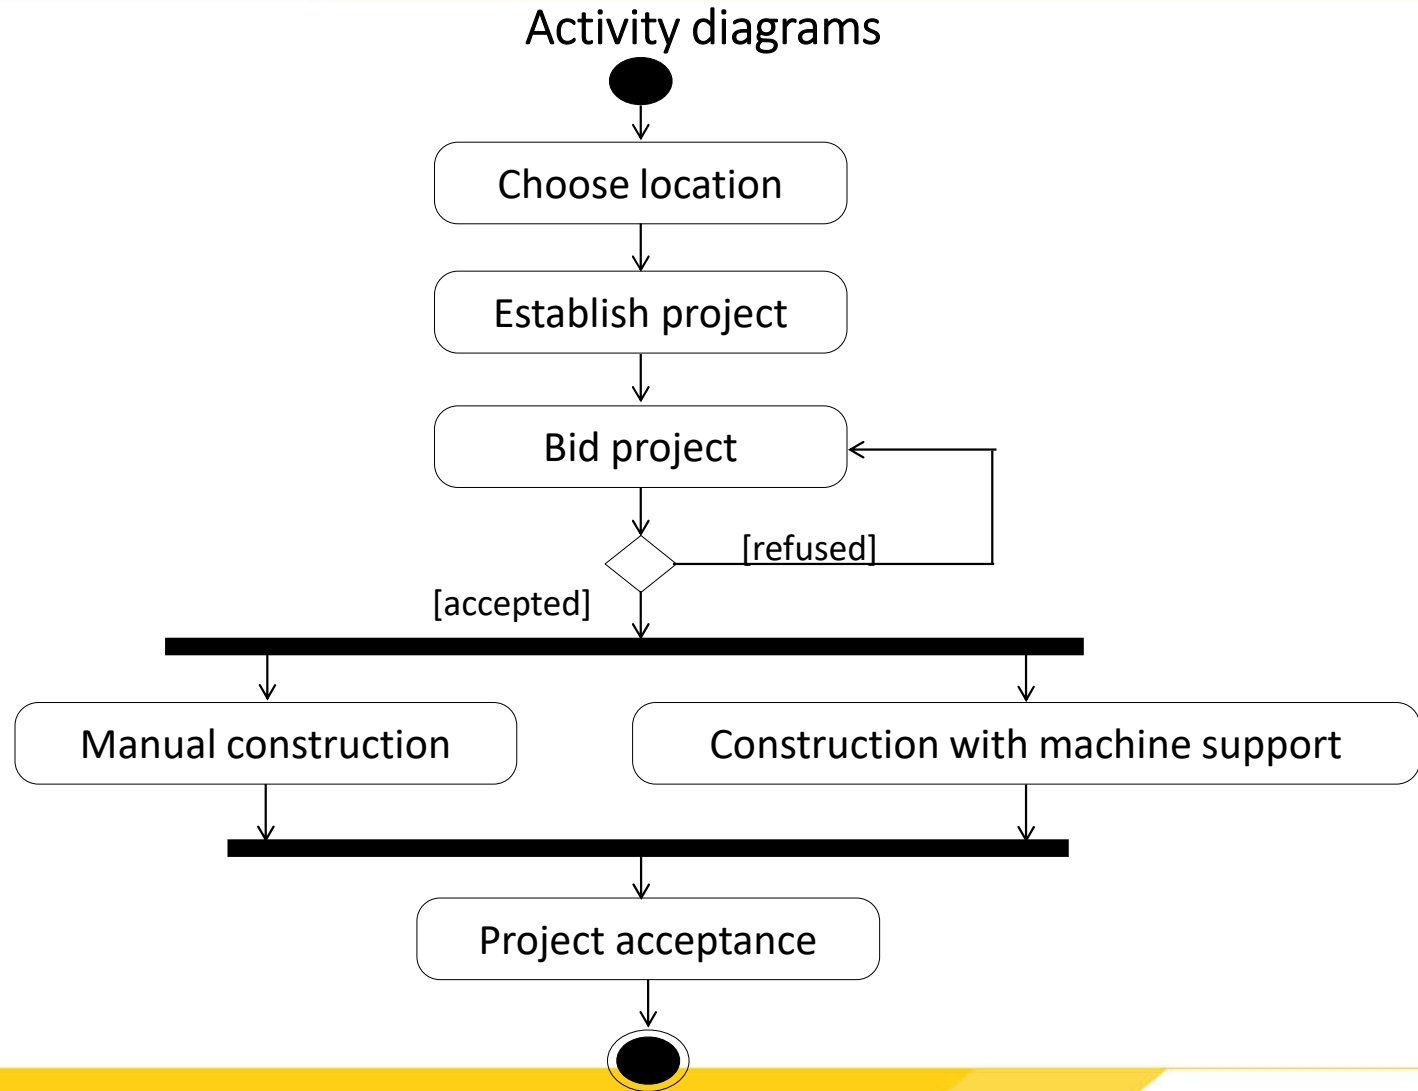 Activity diagrams
Choose location
Establish project
Bid project
[refused]
[accepted]
Manual construction
Construction with machine support
Project acceptance